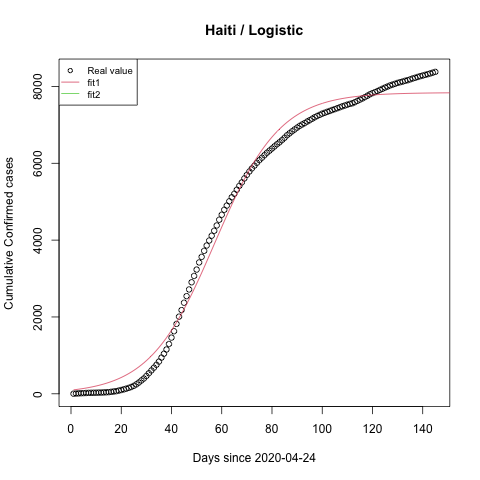 Haiti / Logistic
Real value
fit1
fit2
Cumulative Confirmed cases
8000
6000
4000
2000
0
0 20 40 60 80 100 120 140
Days since 2020-04-24